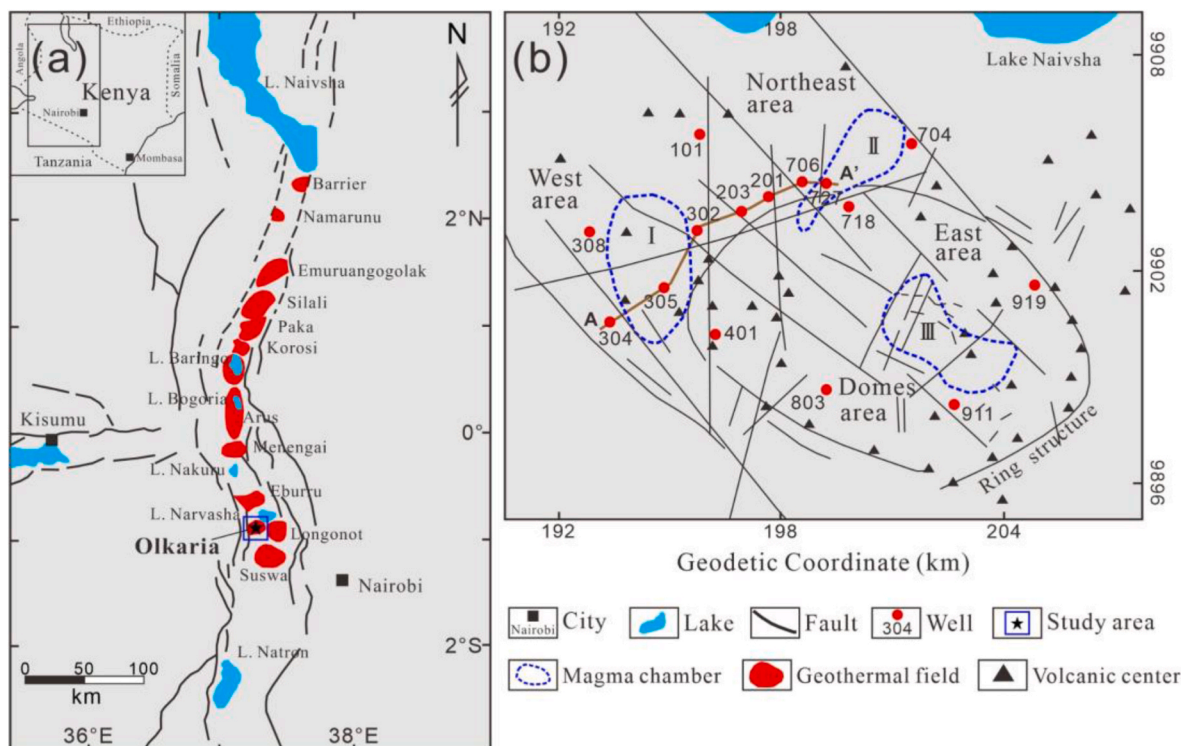 (a)
Ethiopia
Angola
Kenya
Somalia
Nairobi
Tanzania
Mombasa
N
L. Naivsha
Barrier
Namarunu
2°N
Emuruangogolak
Silali
Paka
Korosi
L. Baringo
L. Bogoria
Arus
Kisumu
0°
Menengai
L. Nakuru
Eburru
L. Narvasha
Olkaria
Longonot
Suswa
Nairobi
L. Natron
2°S
0 50 100
km
36°E
38°E
(b)
192
198
Lake Naivsha
9908
Northeast
area
101
II
704
West
area
706
A'
201
203
727
302
718
308
I
East
area
9902
305
919
A
304
401
III
Domes
area
803
911
Ring structure
9896
192
198
204
Geodetic Coordinate (km)
Nairobi
City
Lake
Fault
304
Well
Study area
Magma chamber
Geothermal field
Volcanic center